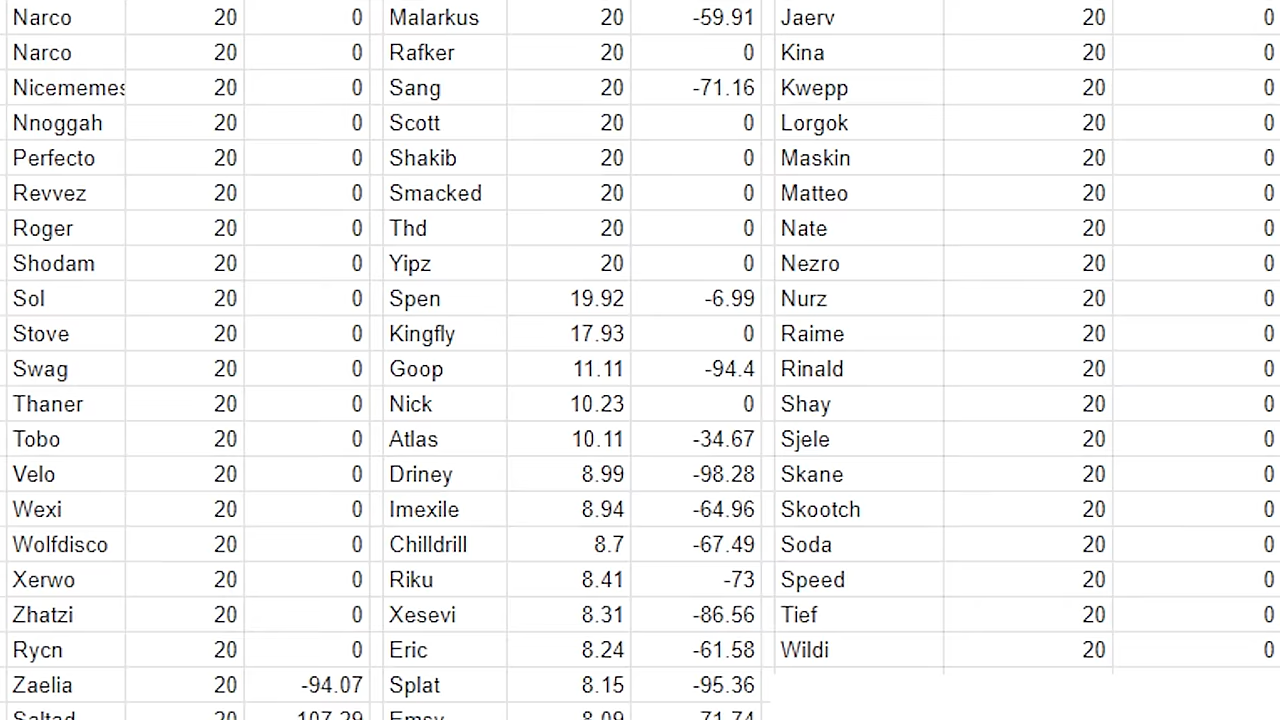 Narco 20 0 Malarkus 20 -59.91 Jaerv 20 0
Narco 20 0 Rafker 20 0 Kina 20 0
Nicememes 20 0 Sang 20 -71.16 Kwepp 20 0
Nnoggah 20 0 Scott 20 0 Lorgok 20 0
Perfecto 20 0 Shakib 20 0 Maskin 20 0
Revvez 20 0 Smacked 20 0 Matteo 20 0
Roger 20 0 Thd 20 0 Nate 20 0
Shodam 20 0 Yipz 20 0 Nezro 20 0
Sol 20 0 Spen 19.92 -6.99 Nurz 20 0
Stove 20 0 Kingfly 17.93 0 Raime 20 0
Swag 20 0 Goop 11.11 -94.4 Rinald 20 0
Thaner 20 0 Nick 10.23 0 Shay 20 0
Tobo 20 0 Atlas 10.11 -34.67 Sjele 20 0
Velo 20 0 Driney 8.99 -98.28 Skane 20 0
Wexi 20 0 Imexile 8.94 -64.96 Skootch 20 0
Wolfdisco 20 0 Chilldrill 8.7 -67.49 Soda 20 0
Xerwo 20 0 Riku 8.41 -73 Speed 20 0
Zhatzi 20 0 Xesevi 8.31 -86.56 Tief 20 0
Rycn 20 0 Eric 8.24 -61.58 Wildi 20 0
Zaelia 20 -94.07 Splat 8.15 -95.36
20 8.09